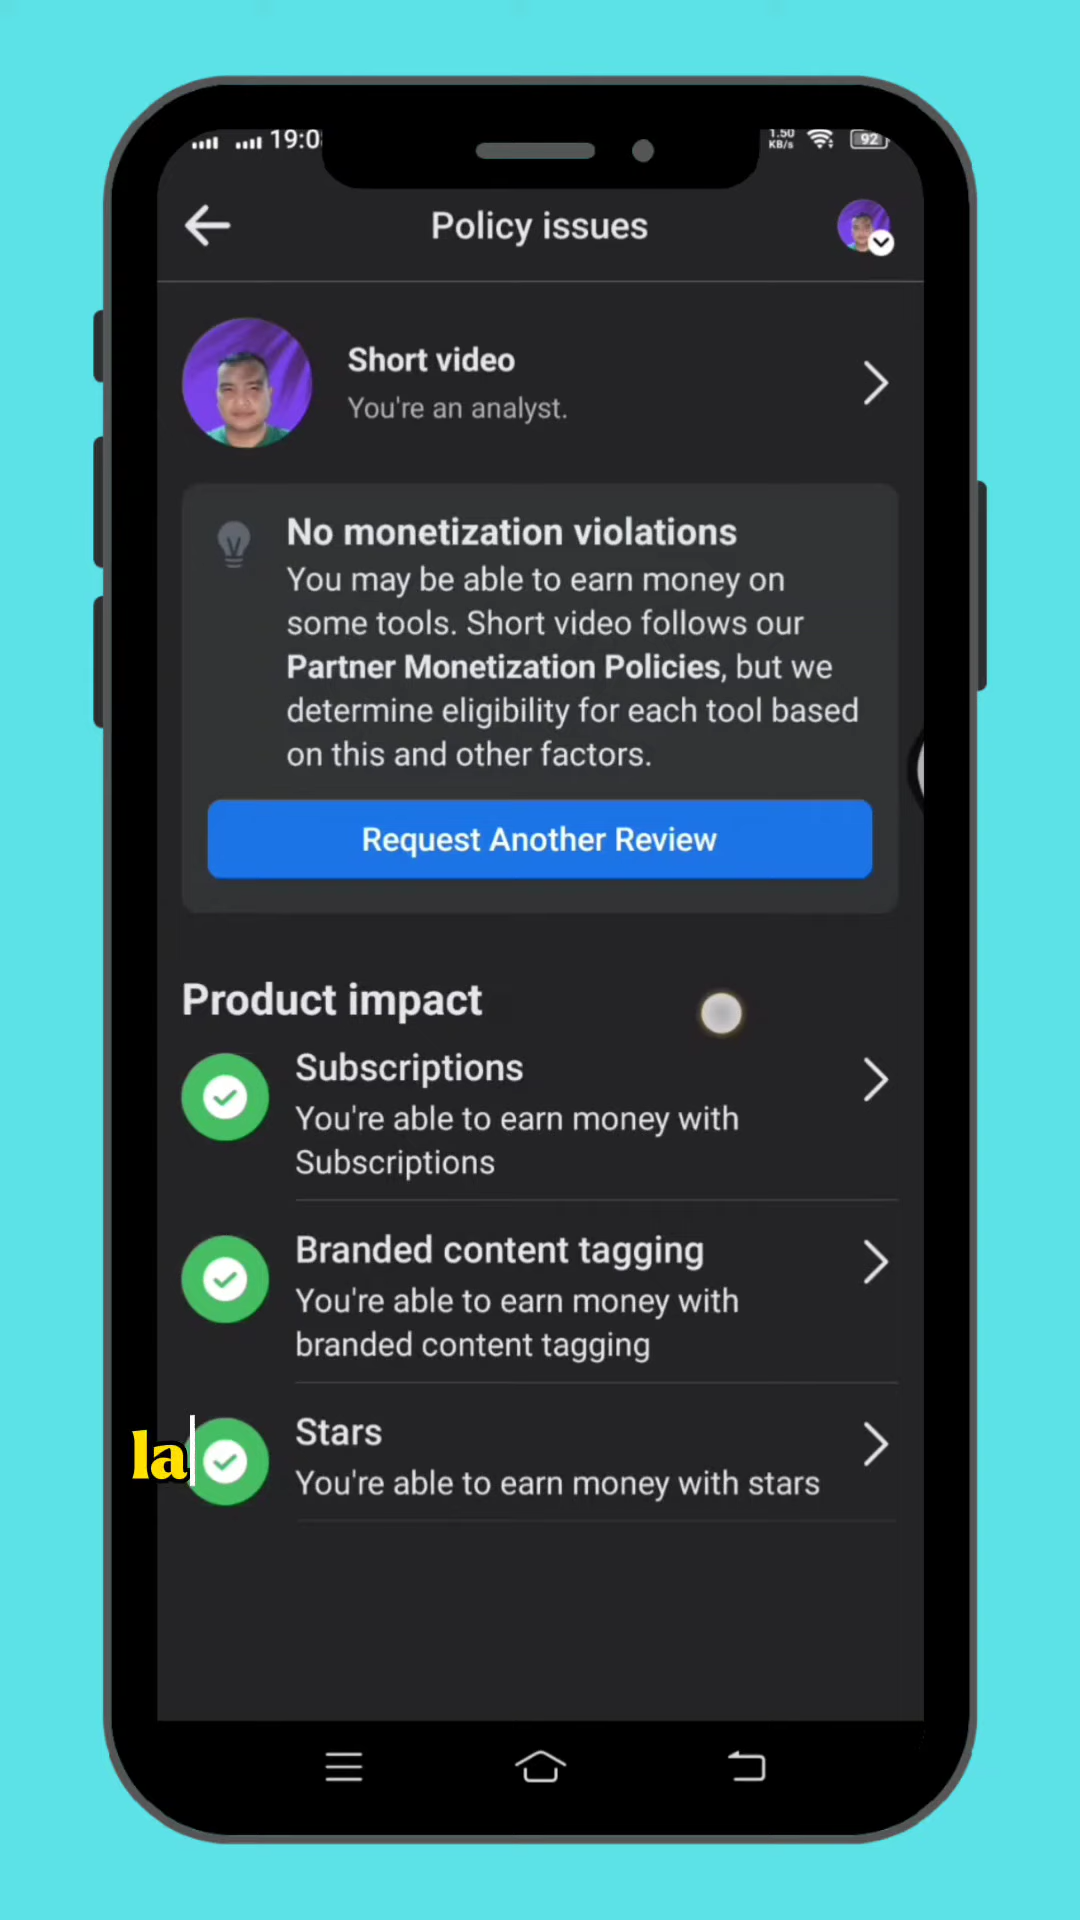 19:0
1.50
KB/s
92
Policy issues
Short video
You're an analyst.
No monetization violations
You may be able to earn money on
some tools. Short video follows our
Partner Monetization Policies, but we
determine eligibility for each tool based
on this and other factors.
Request Another Review
Product impact
Subscriptions
You're able to earn money with
Subscriptions
Branded content tagging
You're able to earn money with
branded content tagging
Stars
You're able to earn money with stars
la